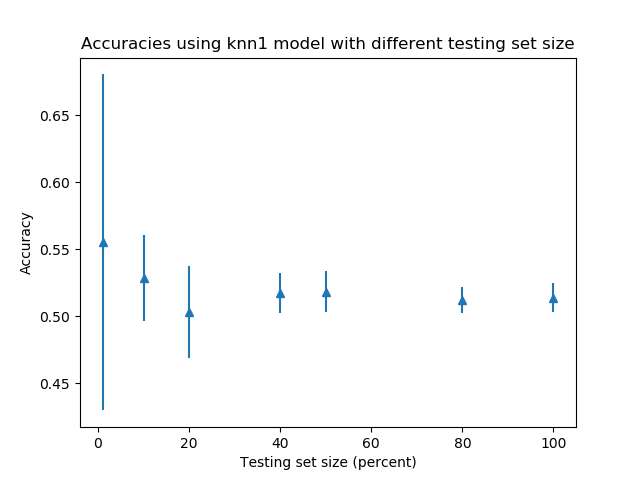 Accuracies using knn1 model with different testing set size
Accuracy
0.65
0.60
0.55
0.50
0.45
0 20 40 60 80 100
Testing set size (percent)